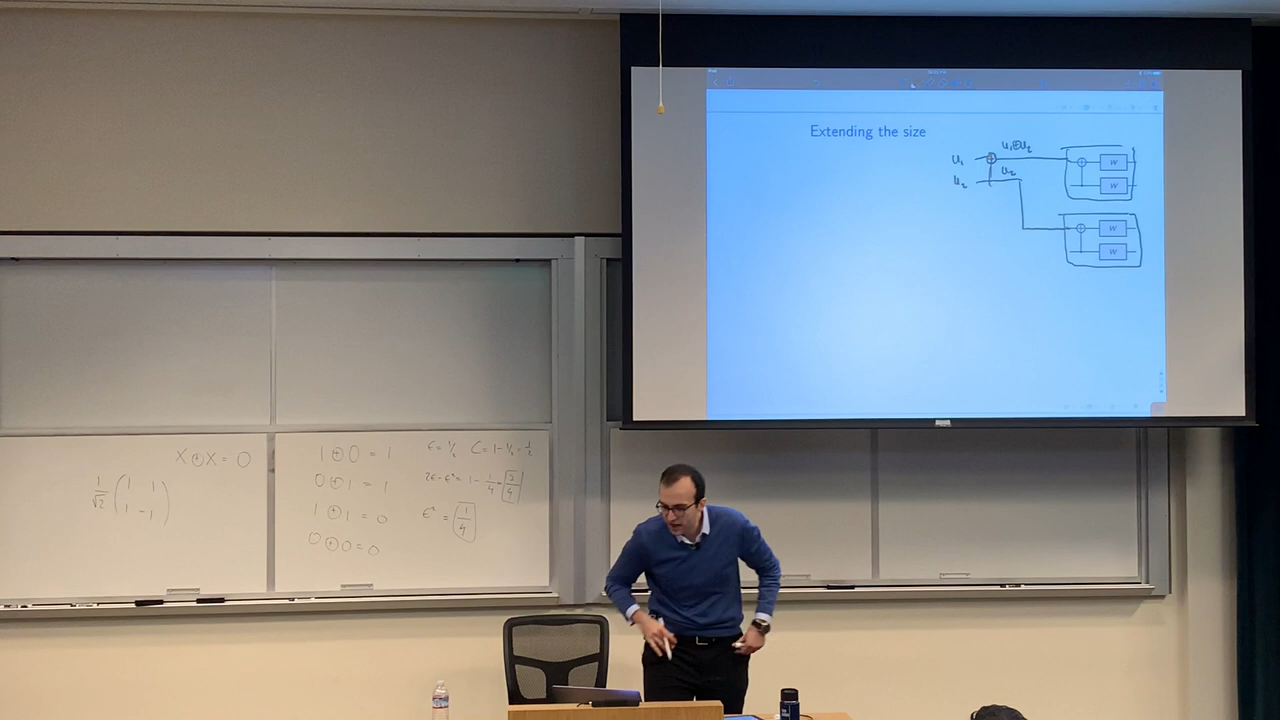 Extending the size
U₁ U₁⊕U₂ W
U₂ U₂ W
W
W
X⊕X = 0
1/√2 (1 1
1 -1)
1 ⊕ 0 = 1
0 ⊕ 1 = 1
1 ⊕ 1 = 0
0 ⊕ 0 = 0
ϵ = 1/2 C = 1 - 1/2 = 1/2
2ϵ - ϵ² = 1 - 1/4 = 3/4
ϵ² = 1/4